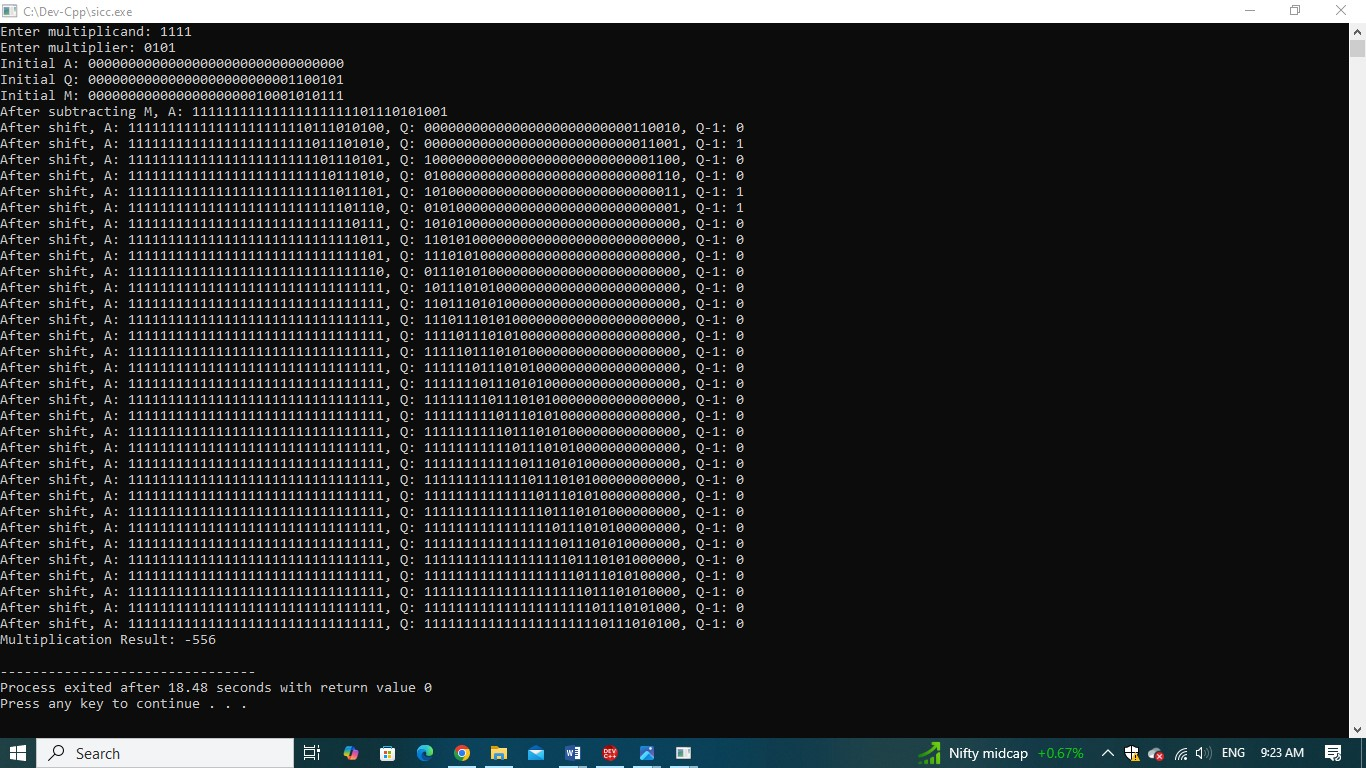 C:\Dev-Cpp\sicc.exe
Enter multiplicand: 1111
Enter multiplier: 0101
Initial A: 00000000000000000000000000000000
Initial Q: 00000000000000000000000001100101
Initial M: 00000000000000000000010001010111
After subtracting M, A: 11111111111111111111101110101001
After shift, A: 11111111111111111111110111010100, Q: 00000000000000000000000000110010, Q-1: 0
After shift, A: 11111111111111111111111011101010, Q: 00000000000000000000000000011001, Q-1: 1
After shift, A: 11111111111111111111111101110101, Q: 10000000000000000000000000001100, Q-1: 0
After shift, A: 11111111111111111111111110111010, Q: 01000000000000000000000000000110, Q-1: 0
After shift, A: 11111111111111111111111111011101, Q: 10100000000000000000000000000011, Q-1: 1
After shift, A: 11111111111111111111111111101110, Q: 01010000000000000000000000000001, Q-1: 1
After shift, A: 11111111111111111111111111110111, Q: 10101000000000000000000000000000, Q-1: 0
After shift, A: 11111111111111111111111111111011, Q: 11010100000000000000000000000000, Q-1: 0
After shift, A: 11111111111111111111111111111101, Q: 11101010000000000000000000000000, Q-1: 0
After shift, A: 11111111111111111111111111111110, Q: 01110101000000000000000000000000, Q-1: 0
After shift, A: 11111111111111111111111111111111, Q: 10111010100000000000000000000000, Q-1: 0
After shift, A: 11111111111111111111111111111111, Q: 11011101010000000000000000000000, Q-1: 0
After shift, A: 11111111111111111111111111111111, Q: 11101110101000000000000000000000, Q-1: 0
After shift, A: 11111111111111111111111111111111, Q: 11110111010100000000000000000000, Q-1: 0
After shift, A: 11111111111111111111111111111111, Q: 11111011101010000000000000000000, Q-1: 0
After shift, A: 11111111111111111111111111111111, Q: 11111101110101000000000000000000, Q-1: 0
After shift, A: 11111111111111111111111111111111, Q: 11111110111010100000000000000000, Q-1: 0
After shift, A: 11111111111111111111111111111111, Q: 11111111011101010000000000000000, Q-1: 0
After shift, A: 11111111111111111111111111111111, Q: 11111111101110101000000000000000, Q-1: 0
After shift, A: 11111111111111111111111111111111, Q: 11111111110111010100000000000000, Q-1: 0
After shift, A: 11111111111111111111111111111111, Q: 11111111111011101010000000000000, Q-1: 0
After shift, A: 11111111111111111111111111111111, Q: 11111111111101110101000000000000, Q-1: 0
After shift, A: 11111111111111111111111111111111, Q: 11111111111110111010100000000000, Q-1: 0
After shift, A: 11111111111111111111111111111111, Q: 11111111111111011101010000000000, Q-1: 0
After shift, A: 11111111111111111111111111111111, Q: 11111111111111101110101000000000, Q-1: 0
After shift, A: 11111111111111111111111111111111, Q: 11111111111111110111010100000000, Q-1: 0
After shift, A: 11111111111111111111111111111111, Q: 11111111111111111011101010000000, Q-1: 0
After shift, A: 11111111111111111111111111111111, Q: 11111111111111111101110101000000, Q-1: 0
After shift, A: 11111111111111111111111111111111, Q: 11111111111111111110111010100000, Q-1: 0
After shift, A: 11111111111111111111111111111111, Q: 11111111111111111111011101010000, Q-1: 0
After shift, A: 11111111111111111111111111111111, Q: 11111111111111111111101110101000, Q-1: 0
After shift, A: 11111111111111111111111111111111, Q: 11111111111111111111110111010100, Q-1: 0
Multiplication Result: -556
--------------------------------
Process exited after 18.48 seconds with return value 0
Press any key to continue . . .
Search
W
DEV C++
Nifty midcap +0.67%
ENG
9:23 AM